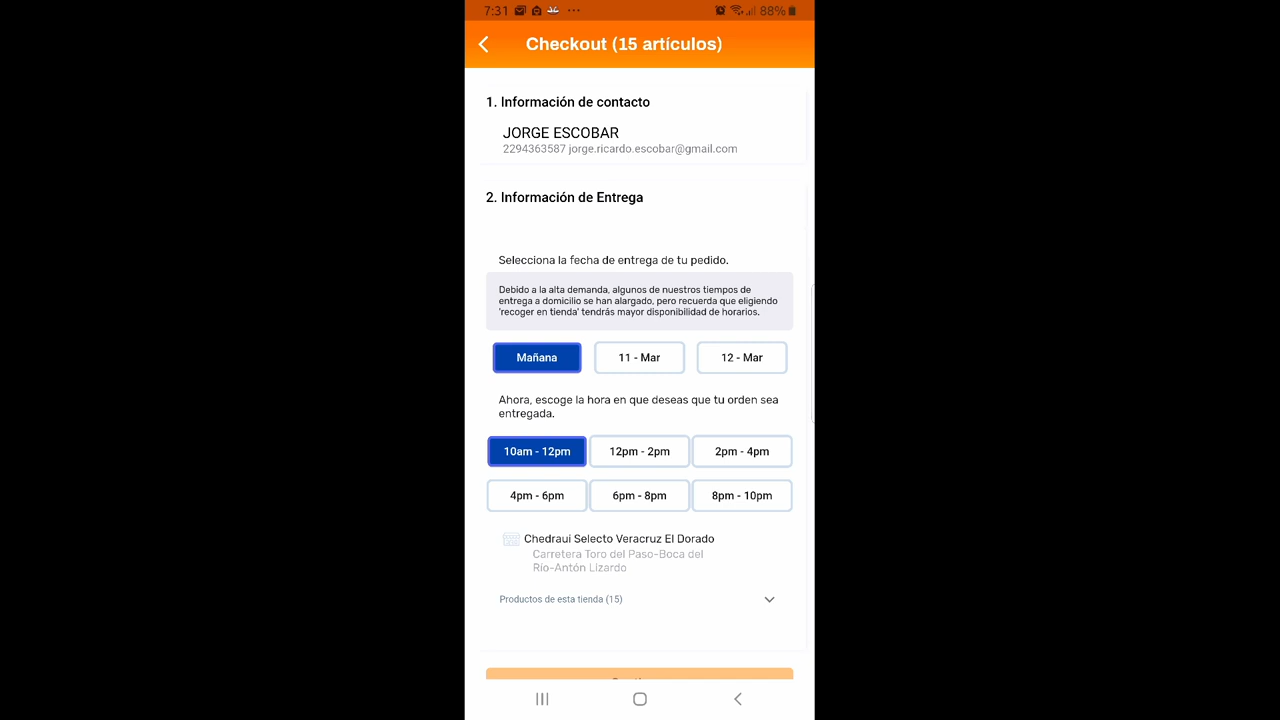 7:31 88%
Checkout (15 artículos)
1. Información de contacto
JORGE ESCOBAR
2294363587 jorge.ricardo.escobar@gmail.com
2. Información de Entrega
Selecciona la fecha de entrega de tu pedido.
Debido a la alta demanda, algunos de nuestros tiempos de
entrega a domicilio se han alargado, pero recuerda que eligiendo
'recoger en tienda' tendrás mayor disponibilidad de horarios.
Mañana 11 - Mar 12 - Mar
Ahora, escoge la hora en que deseas que tu orden sea
entregada.
10am - 12pm 12pm - 2pm 2pm - 4pm
4pm - 6pm 6pm - 8pm 8pm - 10pm
Chedraui Selecto Veracruz El Dorado
Carretera Toro del Paso-Boca del
Río-Antón Lizardo
Productos de esta tienda (15)